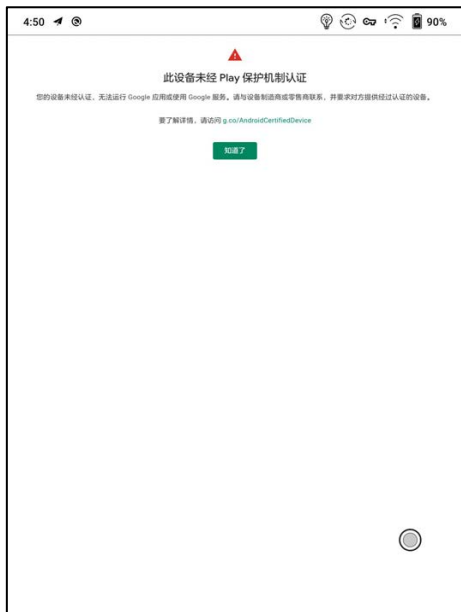 4:50
90%
此设备未经 Play 保护机制认证
您的设备未经认证，无法运行 Google 应用或使用 Google 服务。请与设备制造商或零售商联系，并要求对方提供经过认证的设备。
要了解详情，请访问 g.co/AndroidCertifiedDevice
知道了